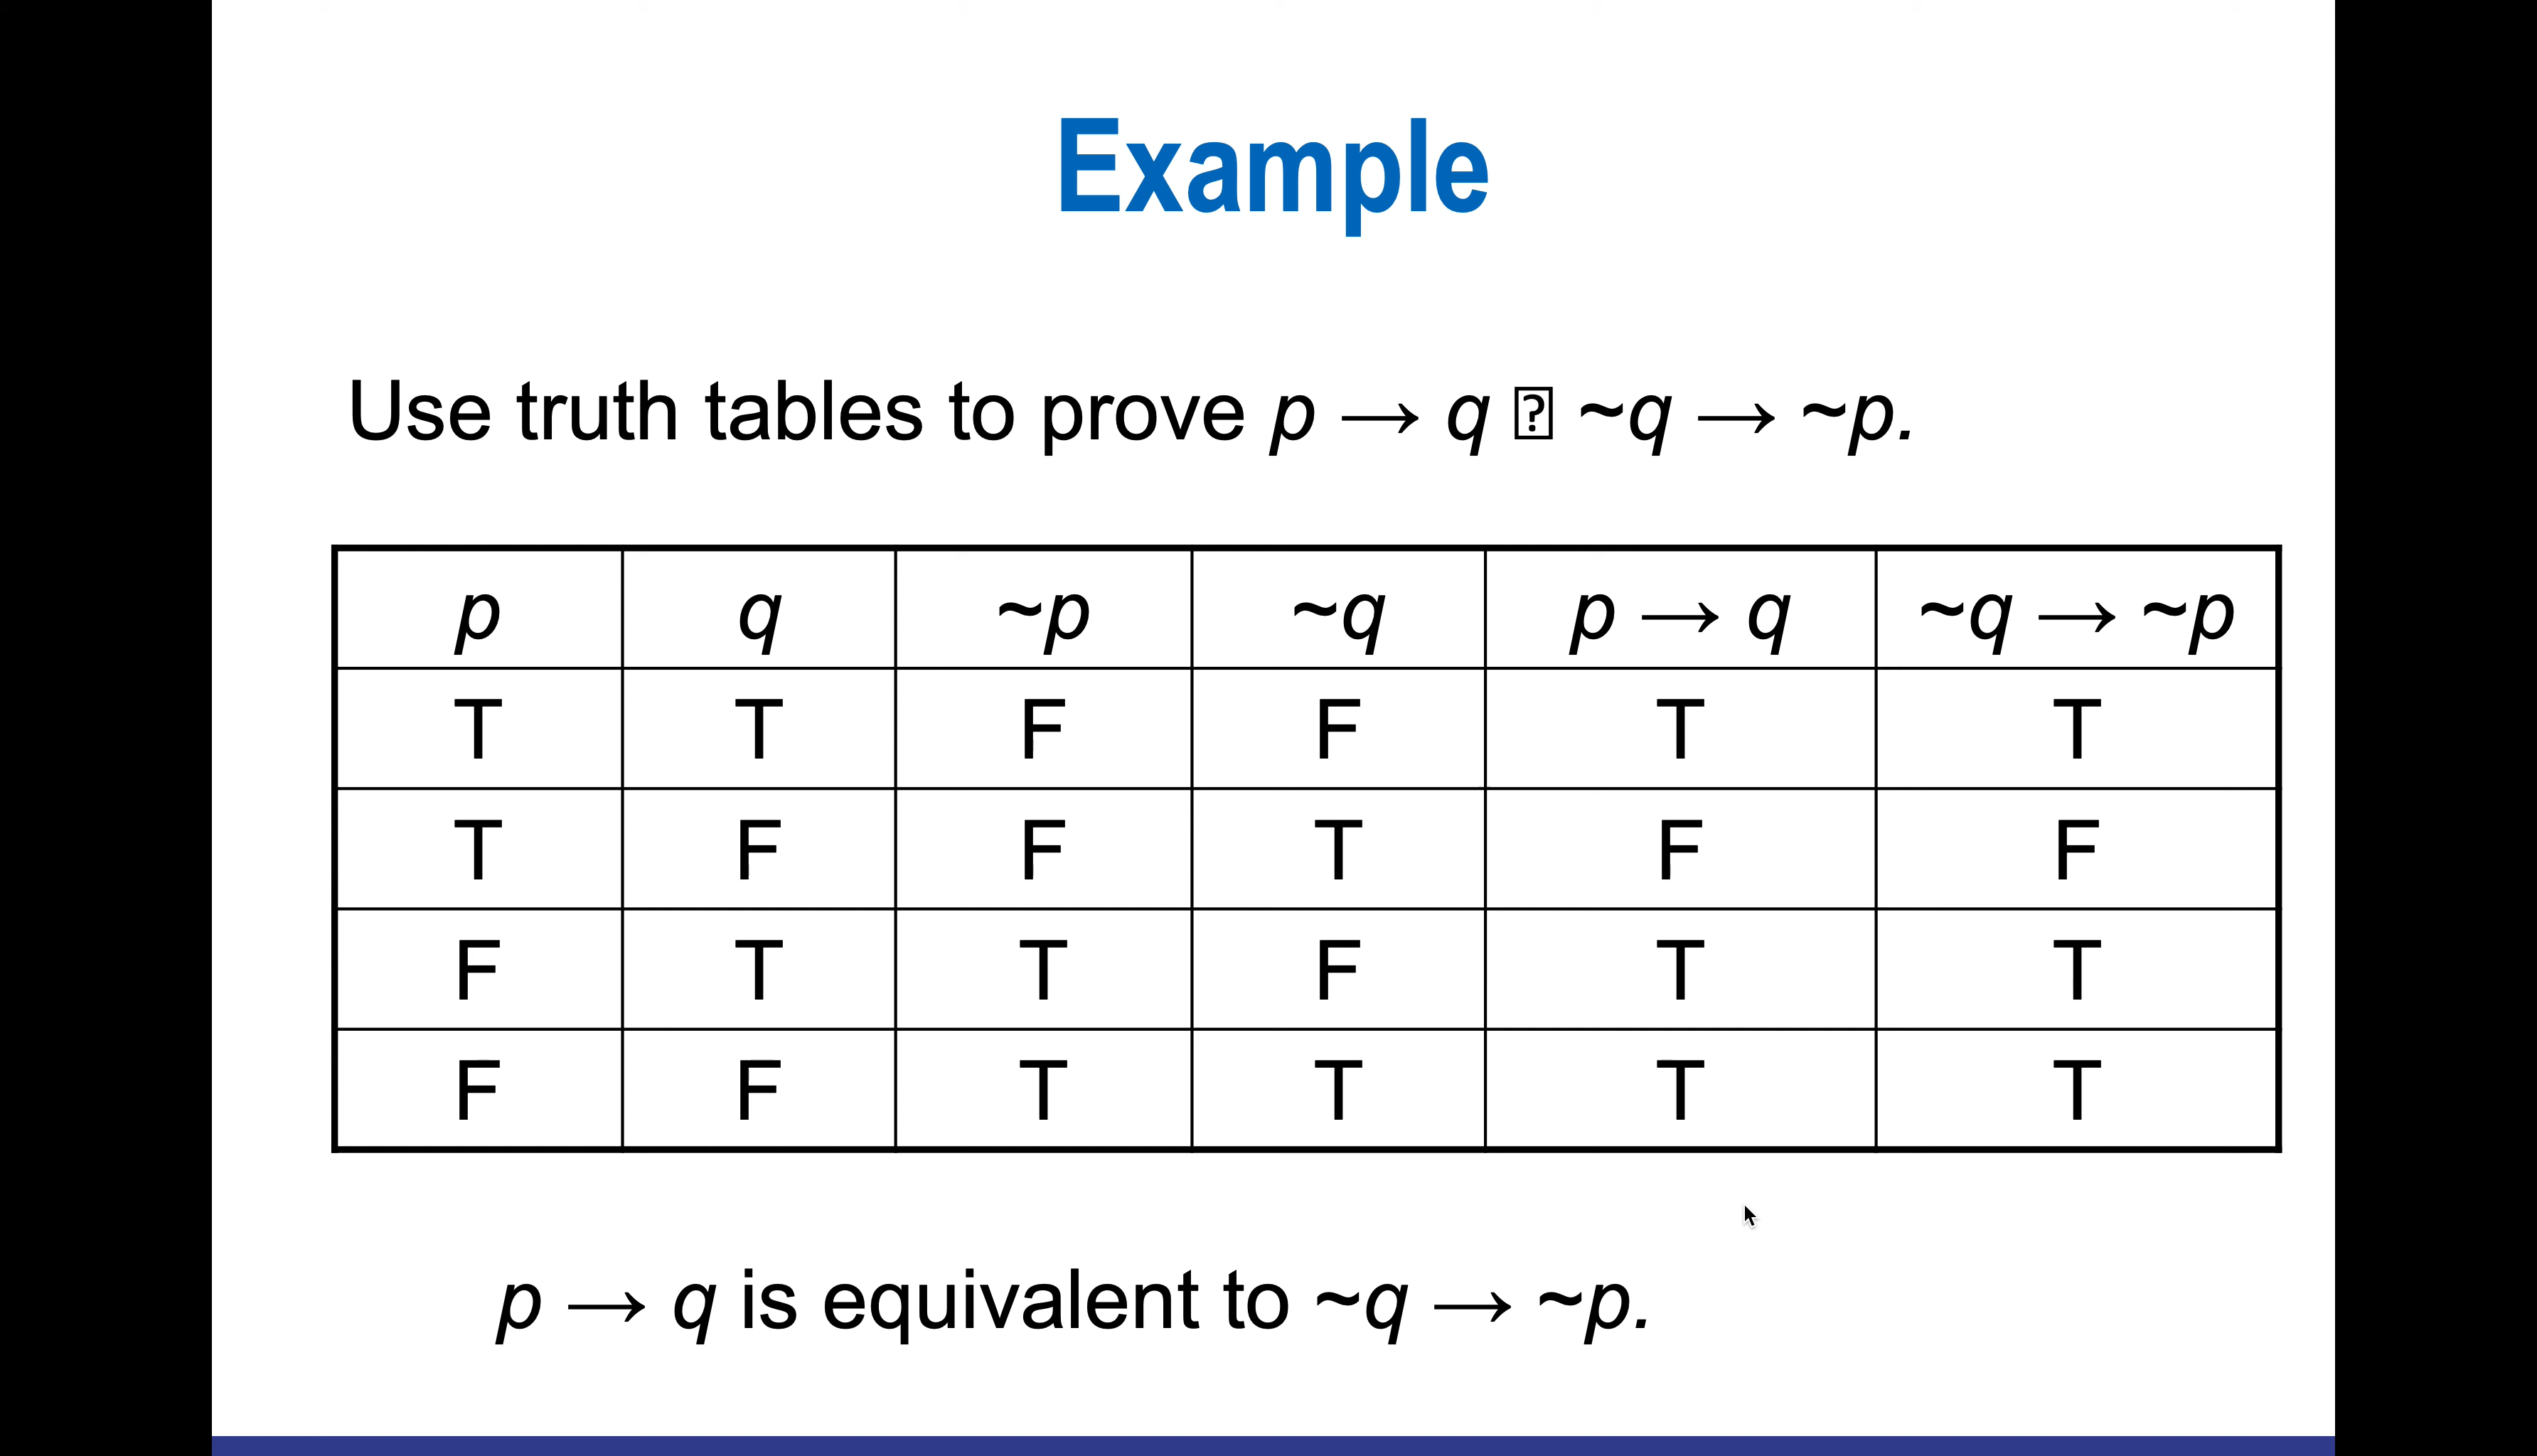 Example
Use truth tables to prove p → q ⍰ ~q → ~p.
p q ~p ~q p → q ~q → ~p
T T F F T T
T F F T F F
F T T F T T
F F T T T T
p → q is equivalent to ~q → ~p.